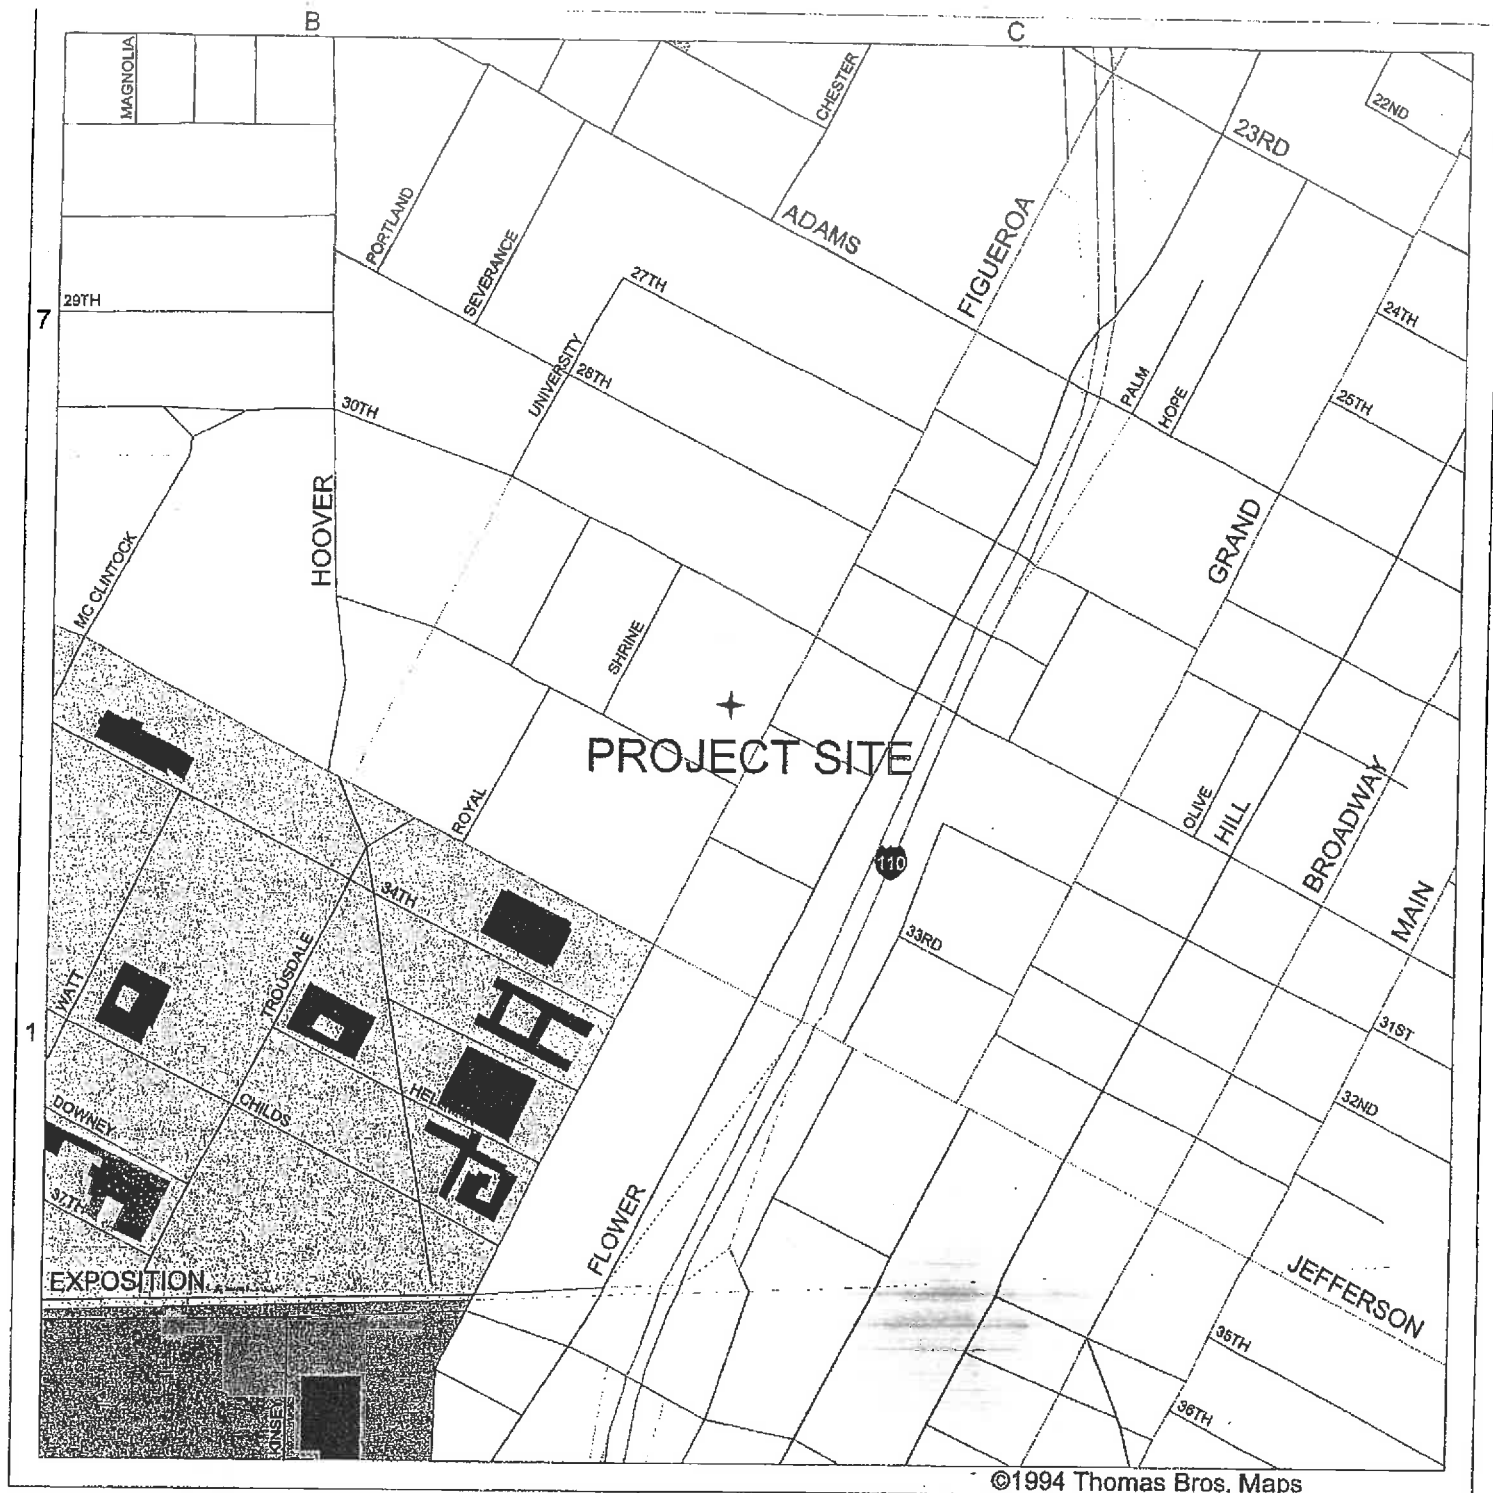 B
C
MAGNOLIA
CHESTER
22ND
23RD
PORTLAND
ADAMS
SEVERANCE
FIGUEROA
27TH
29TH
7
24TH
UNIVERSITY
28TH
PALM
HOPE
25TH
30TH
HOOVER
GRAND
MC CLINTOCK
SHRINE
PROJECT SITE
ROYAL
OLIVE
HILL
BROADWAY
110
34TH
MAIN
33RD
WATT
TROUSDALE
1
31ST
HEL
CHILDS
DOWNEY
32ND
37TH
FLOWER
EXPOSITION
JEFFERSON
35TH
KINSEY
36TH
©1994 Thomas Bros. Maps